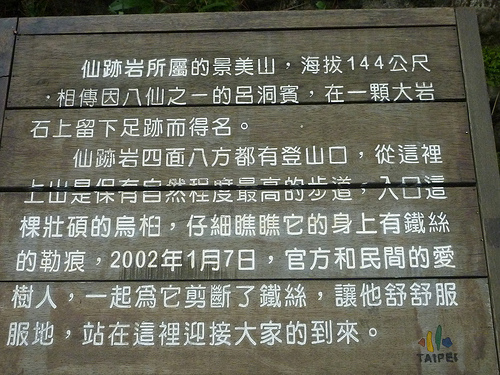 仙跡岩所屬的景美山，海拔144公尺
，相傳因八仙之一的呂洞賓，在一顆大岩
石上留下足跡而得名。
仙跡岩四面八方都有登山口，從這裡
上山是保有自然程度最高的步道；入口這
棵壯碩的烏桕，仔細瞧瞧它的身上有鐵絲
的勒痕，2002年1月7日，官方和民間的愛
樹人，一起為它剪斷了鐵絲，讓他舒舒服
服地，站在這裡迎接大家的到來。
TAIPEI